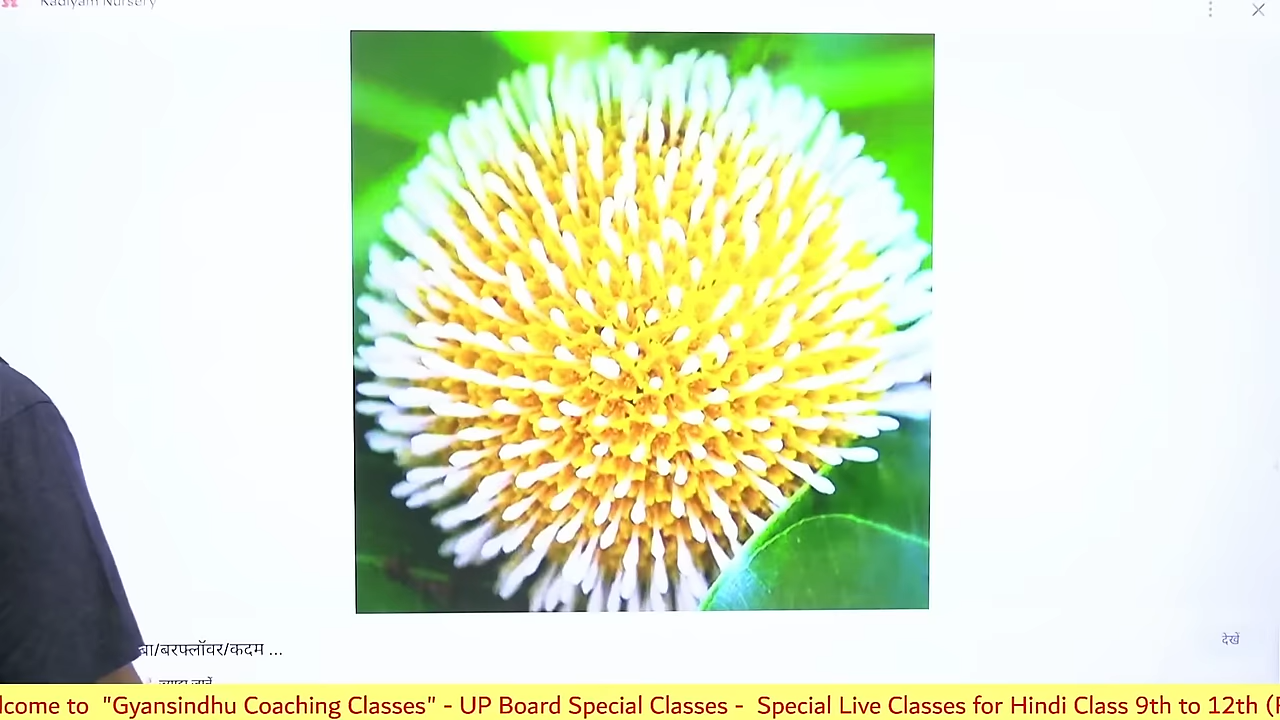 Kadiyam Nursery
वा/बरफ्लॉवर/कदम ...
देखें
lcome to "Gyansindhu Coaching Classes" - UP Board Special Classes - Special Live Classes for Hindi Class 9th to 12th (